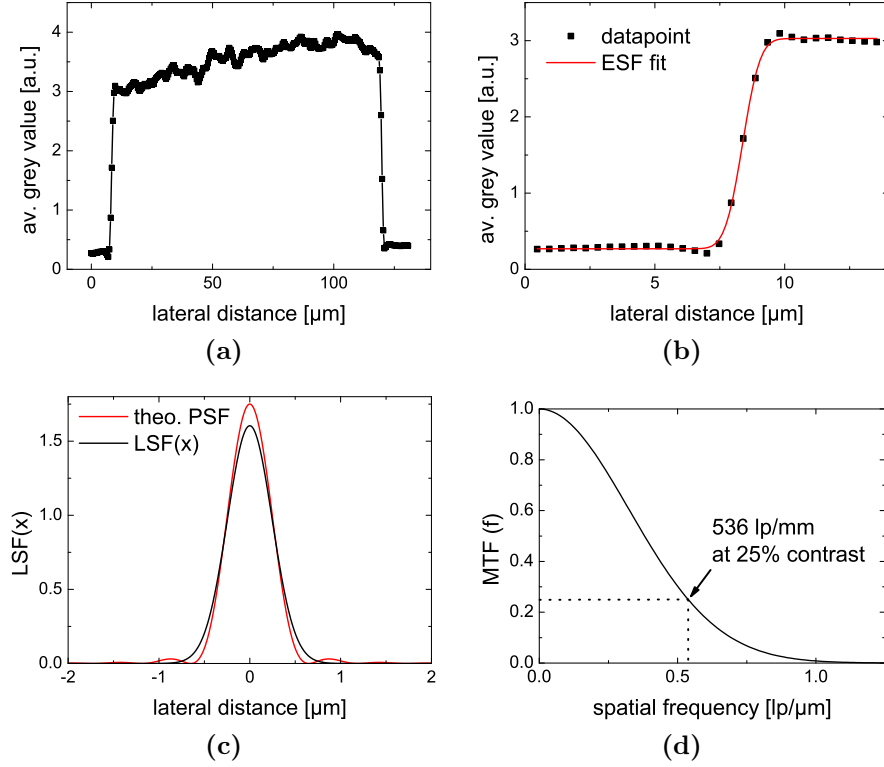 4
3
2
1
0
av. grey value [a.u.]
0
50
100
lateral distance [µm]
(a)
3
2
1
0
av. grey value [a.u.]
datapoint
ESF fit
5
10
lateral distance [µm]
(b)
1.5
1.0
0.5
0.0
LSF(x)
theo. PSF
LSF(x)
-2
-1
0
1
2
lateral distance [µm]
(c)
1.0
0.8
0.6
0.4
0.2
0.0
MTF (f)
536 lp/mm
at 25% contrast
0.0
0.5
1.0
spatial frequency [lp/µm]
(d)